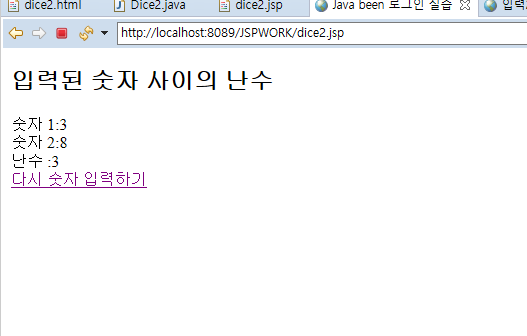 dice2.html Dice2.java dice2.jsp Java been 로그인 실습 입력
http://localhost:8089/JSPWORK/dice2.jsp
입력된 숫자 사이의 난수
숫자 1:3
숫자 2:8
난수 :3
다시 숫자 입력하기